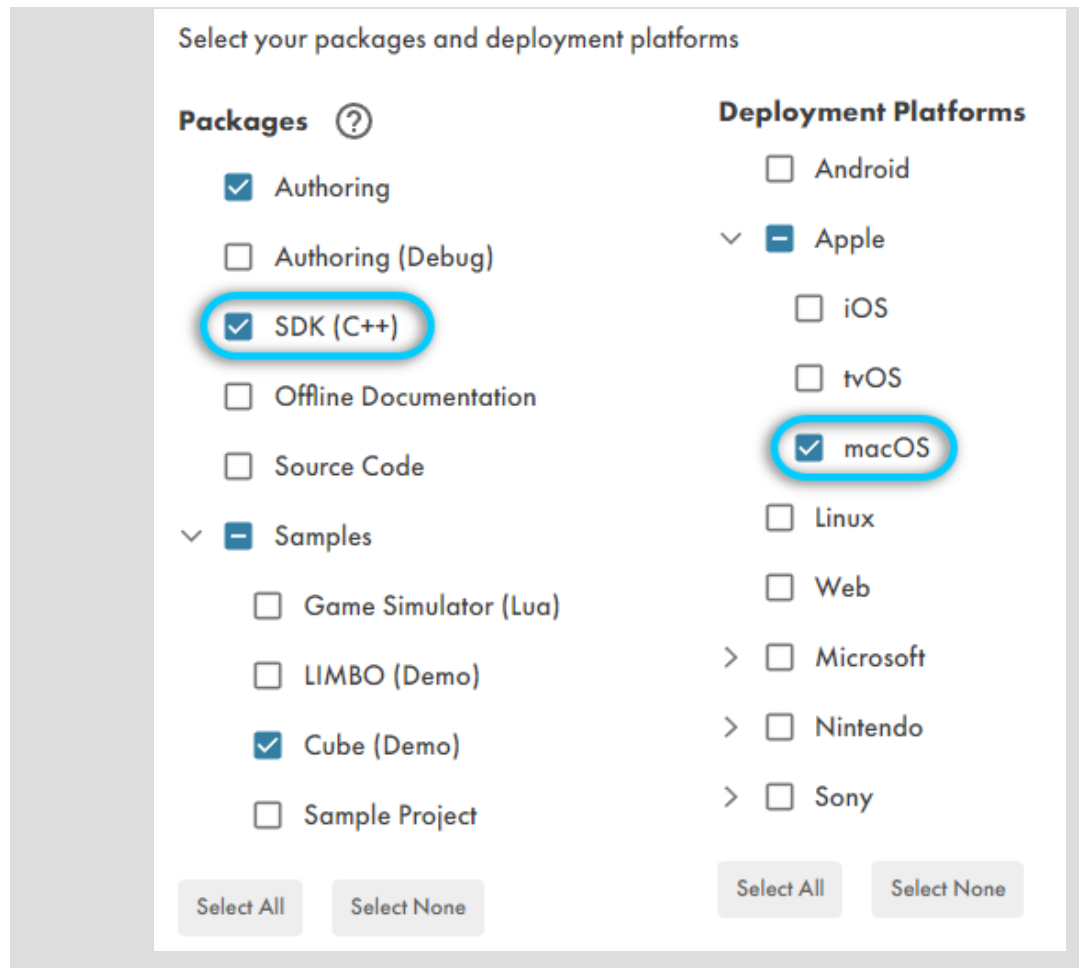 Select your packages and deployment platforms
Packages
Authoring
Authoring (Debug)
SDK (C++)
Offline Documentation
Source Code
Samples
Game Simulator (Lua)
LIMBO (Demo)
Cube (Demo)
Sample Project
Select All
Select None
Deployment Platforms
Android
Apple
iOS
tvOS
macOS
Linux
Web
Microsoft
Nintendo
Sony
Select All
Select None